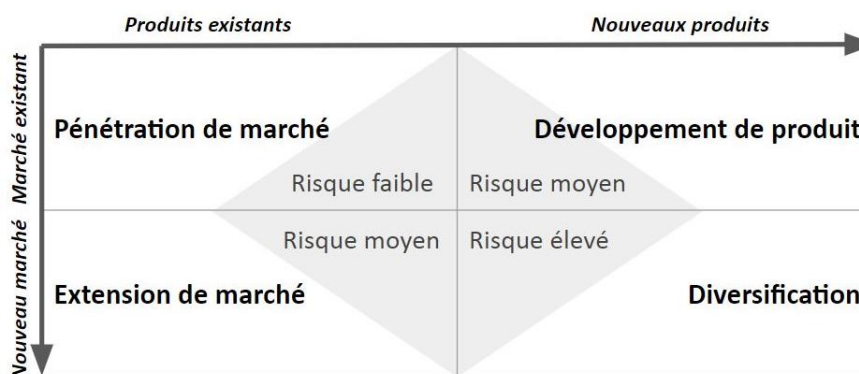 Produits existants
Nouveaux produits
Marché existant
Pénétration de marché
Développement de produit
Risque faible
Risque moyen
Nouveau marché
Risque moyen
Risque élevé
Extension de marché
Diversification